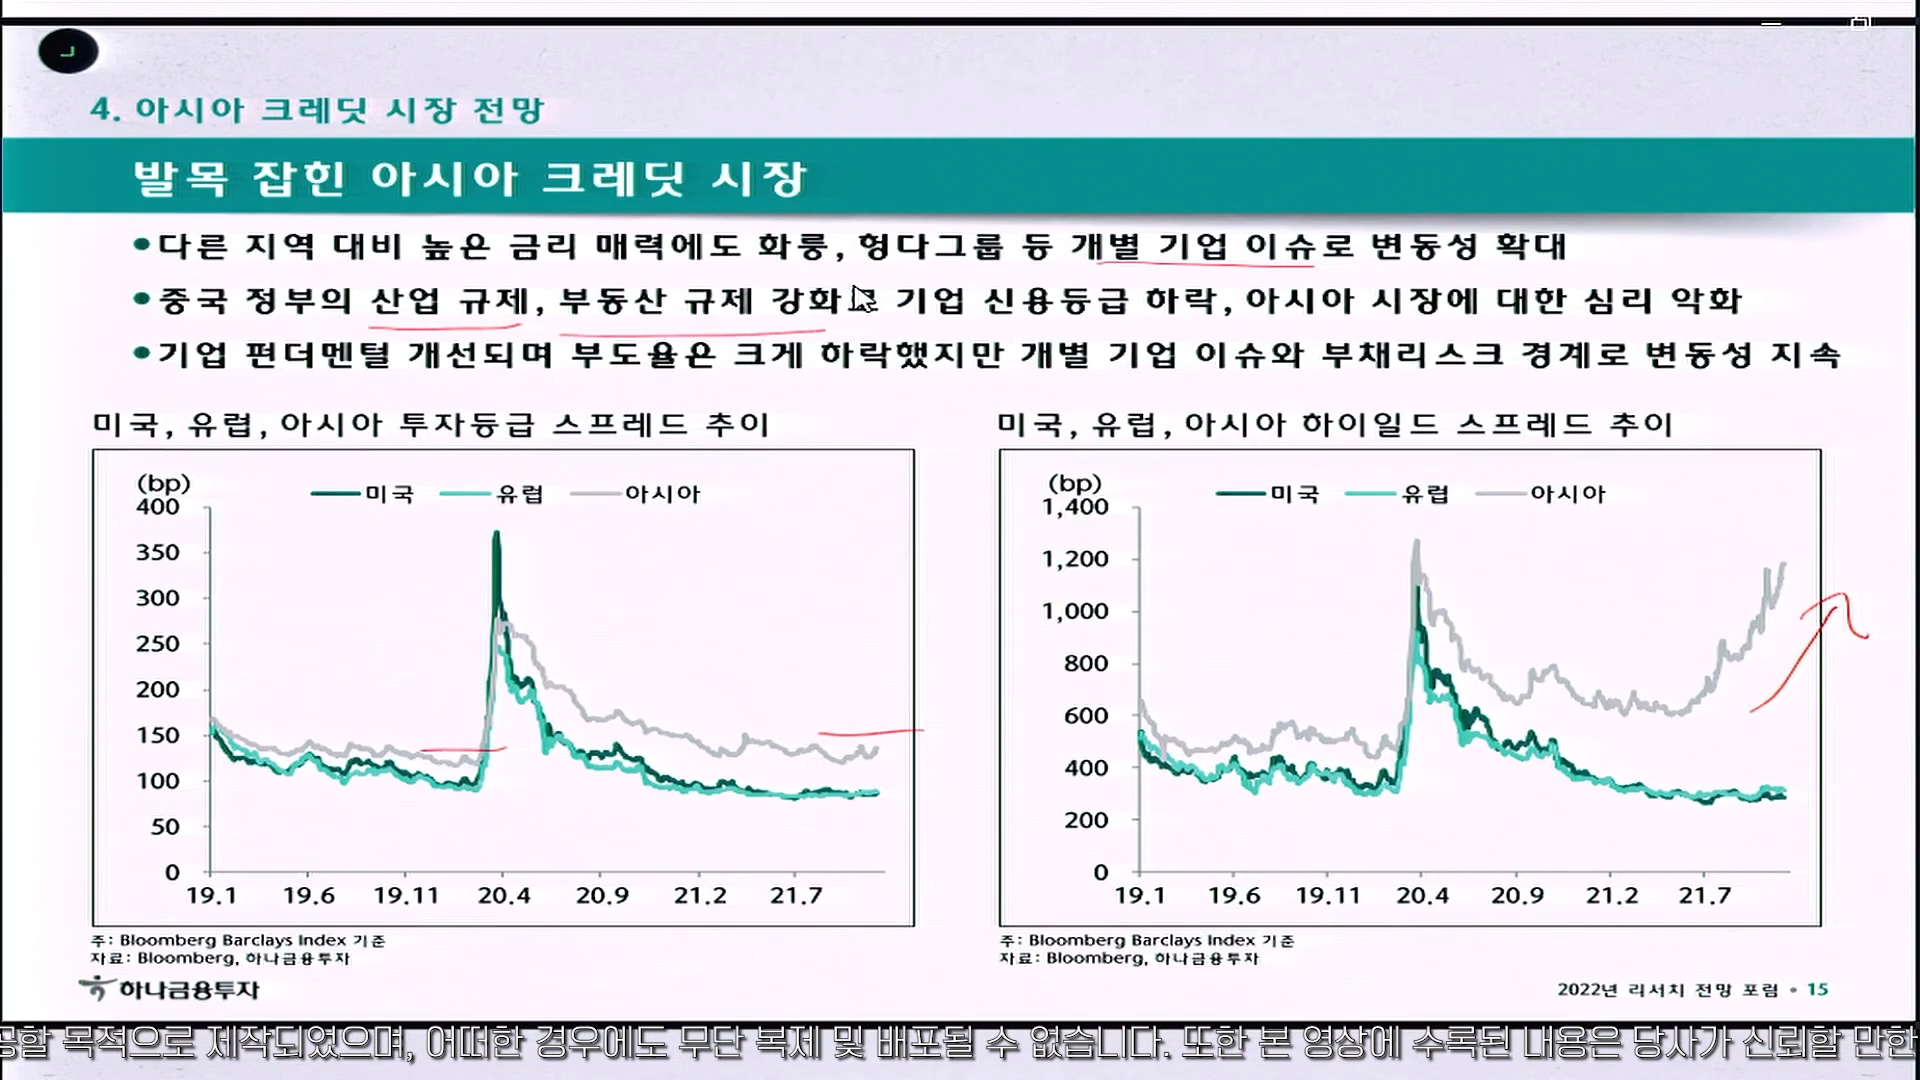 4. 아시아 크레딧 시장 전망
발목 잡힌 아시아 크레딧 시장
●다른 지역 대비 높은 금리 매력에도 화룽, 헝다그룹 등 개별 기업 이슈로 변동성 확대
●중국 정부의 산업 규제, 부동산 규제 강화로 기업 신용등급 하락, 아시아 시장에 대한 심리 악화
●기업 펀더멘털 개선되며 부도율은 크게 하락했지만 개별 기업 이슈와 부채리스크 경계로 변동성 지속
미국, 유럽, 아시아 투자등급 스프레드 추이
(bp)
미국 유럽 아시아
400
350
300
250
200
150
100
50
0
19.1 19.6 19.11 20.4 20.9 21.2 21.7
주: Bloomberg Barclays Index 기준
자료: Bloomberg, 하나금융투자
미국, 유럽, 아시아 하이일드 스프레드 추이
(bp)
미국 유럽 아시아
1,400
1,200
1,000
800
600
400
200
0
19.1 19.6 19.11 20.4 20.9 21.2 21.7
주: Bloomberg Barclays Index 기준
자료: Bloomberg, 하나금융투자
하나금융투자
2022년 리서치 전망 포럼 • 15
공할 목적으로 제작되었으며, 어떠한 경우에도 무단 복제 및 배포될 수 없습니다. 또한 본 영상에 수록된 내용은 당사가 신뢰할 만한